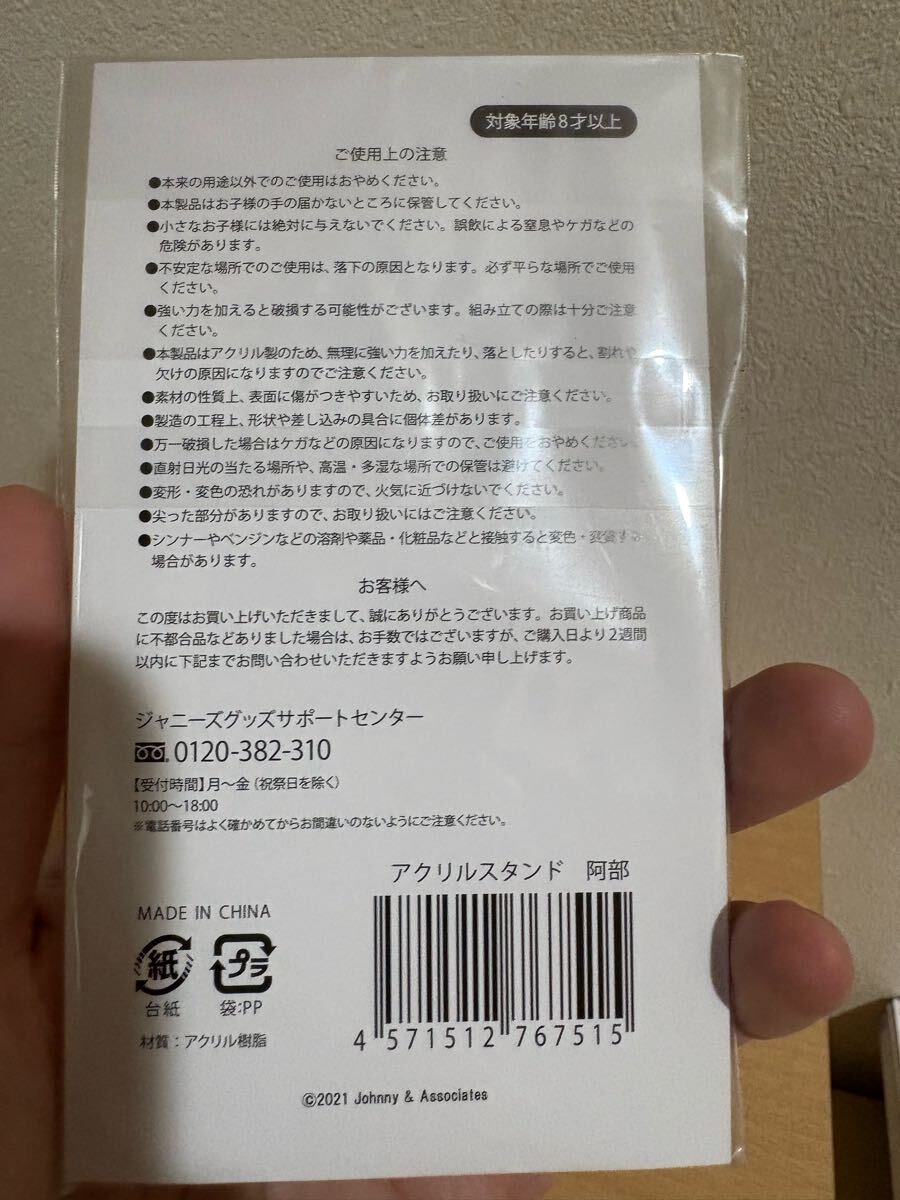 対象年齢8才以上
ご使用上の注意
●本来の用途以外でのご使用はおやめください。
●本製品はお子様の手の届かないところに保管してください。
●小さなお子様には絶対に与えないでください。誤飲による窒息やケガなどの
危険があります。
●不安定な場所でのご使用は、落下の原因となります。必ず平らな場所でご使用
ください。
●強い力を加えると破損する可能性がございます。組み立ての際は十分ご注意
ください。
●本製品はアクリル製のため、無理に強い力を加えたり、落としたりすると、割れや
欠けの原因になりますのでご注意ください。
●素材の性質上、表面に傷がつきやすいため、お取り扱いにご注意ください。
●製造の工程上、形状や差し込みの具合に個体差があります。
●万一破損した場合はケガなどの原因になりますので、ご使用をおやめください。
●直射日光の当たる場所や、高温・多湿な場所での保管は避けてください。
●変形・変色の恐れがありますので、火気に近づけないでください。
●尖った部分がありますので、お取り扱いにはご注意ください。
●シンナーやベンジンなどの溶剤や薬品・化粧品などと接触すると変色・変質する
場合があります。
お客様へ
この度はお買い上げいただきまして、誠にありがとうございます。お買い上げ商品
に不都合品などありました場合は、お手数ではございますが、ご購入日より2週間
以内に下記までお問い合わせいただきますようお願い申し上げます。
ジャニーズグッズサポートセンター
0120-382-310
【受付時間】月〜金（祝祭日を除く）
10:00〜18:00
※電話番号はよく確かめてからお間違いのないようにご注意ください。
アクリルスタンド 阿部
MADE IN CHINA
紙 プラ
台紙 袋:PP
材質：アクリル樹脂
4 571512 767515
©2021 Johnny & Associates